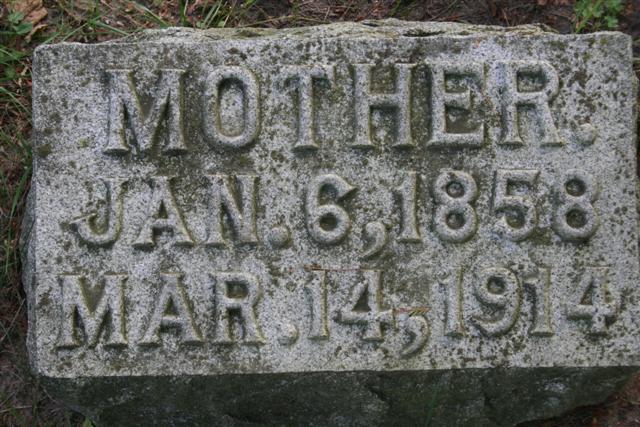 MOTHER.
JAN. 6, 1858
MAR. 14, 1914